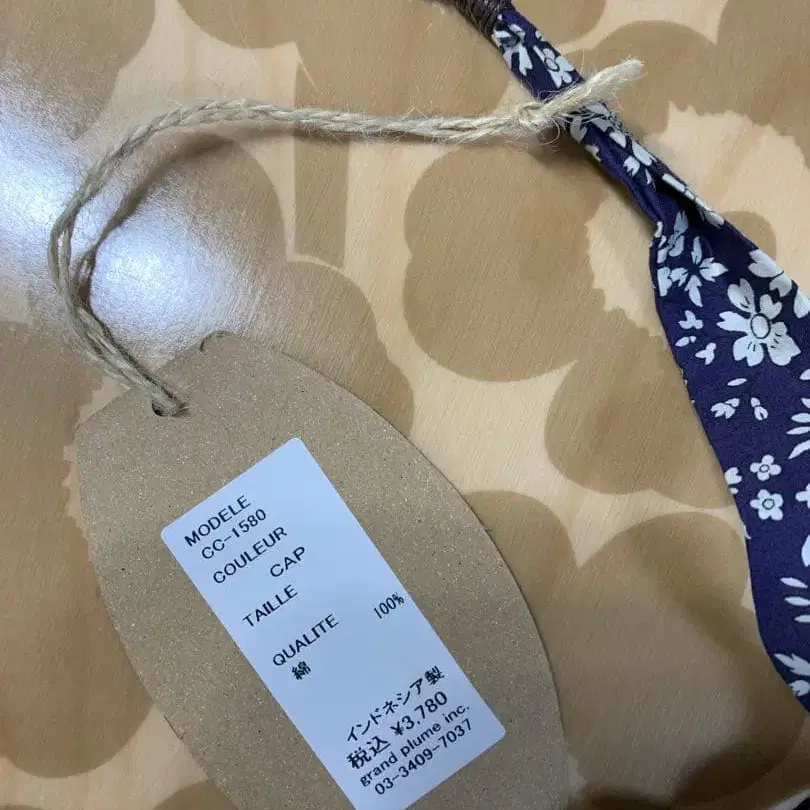 MODELE
CC-1580
COULEUR
CAP
TAILLE
QUALITE 100%
綿
インドネシア製
税込 ¥3,780
grand plume inc.
03-3409-7037